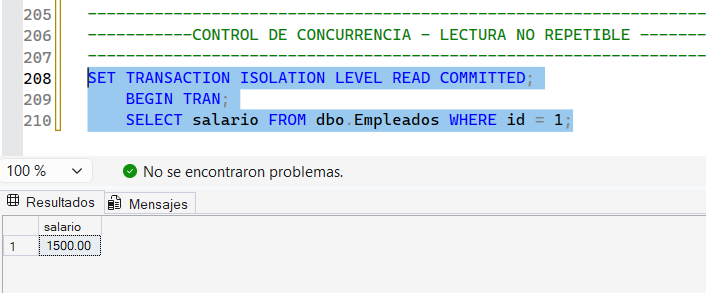 205 ------------------------------------------------------------
206 -----------CONTROL DE CONCURRENCIA - LECTURA NO REPETIBLE -------
207 ------------------------------------------------------------
208 SET TRANSACTION ISOLATION LEVEL READ COMMITTED;
209 BEGIN TRAN;
210 SELECT salario FROM dbo.Empleados WHERE id = 1;
100 % No se encontraron problemas.
Resultados Mensajes
salario
1 1500.00